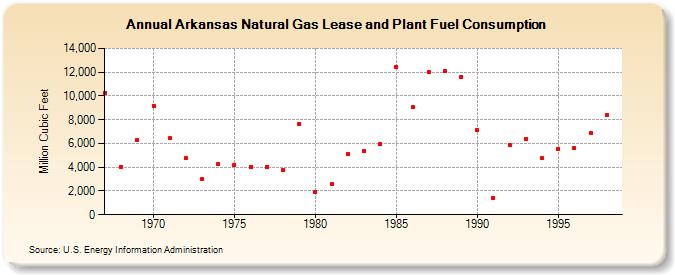 Annual Arkansas Natural Gas Lease and Plant Fuel Consumption
Million Cubic Feet
14,000
12,000
10,000
8,000
6,000
4,000
2,000
0
1970 1975 1980 1985 1990 1995
Source: U.S. Energy Information Administration